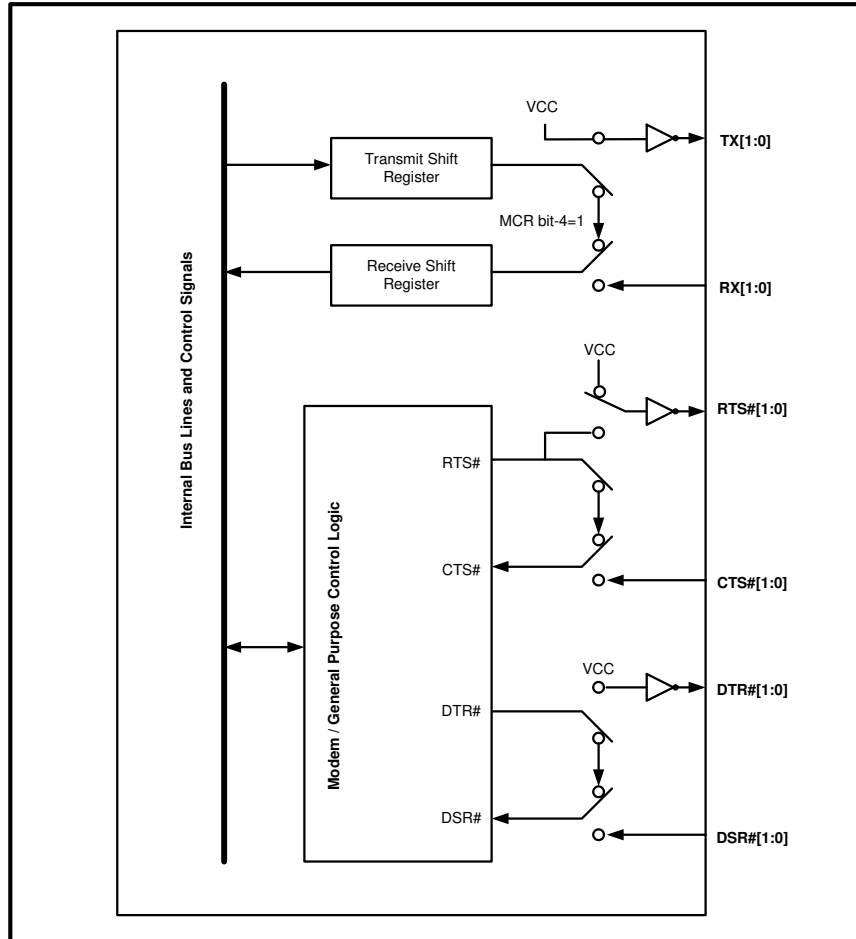 VCC
TX[1:0]
Transmit Shift
Register
MCR bit-4=1
Receive Shift
Register
RX[1:0]
Internal Bus Lines and Control Signals
VCC
RTS#[1:0]
RTS#
Modem / General Purpose Control Logic
CTS#
CTS#[1:0]
VCC
DTR#[1:0]
DTR#
DSR#
DSR#[1:0]